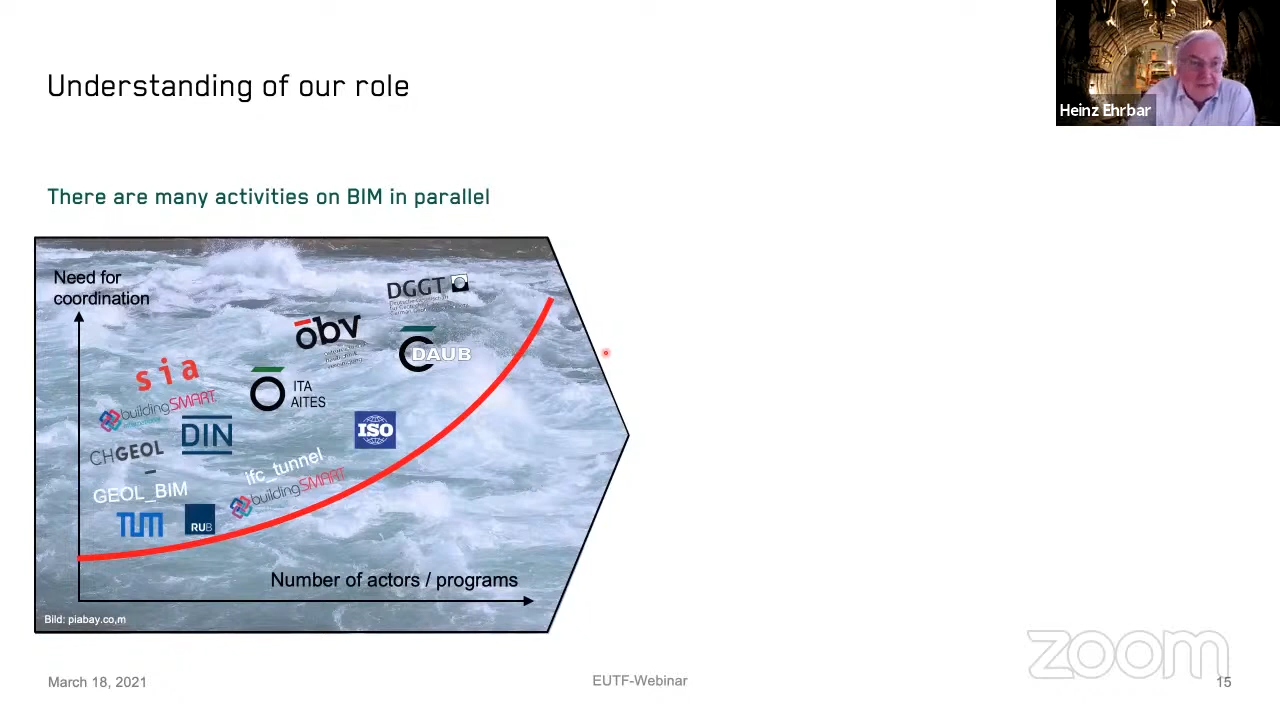 Understanding of our role
Heinz Ehrbar
There are many activities on BIM in parallel
Need for
coordination
DGGT
öbv
DAUB
sia
ITA
AITES
buildingSMART
international
DIN
ISO
CHGEOL
ifc_tunnel
buildingSMART
GEOL_BIM
TUM
RUB
Number of actors / programs
Bild: piabay.co,m
zoom
March 18, 2021
EUTF-Webinar
15